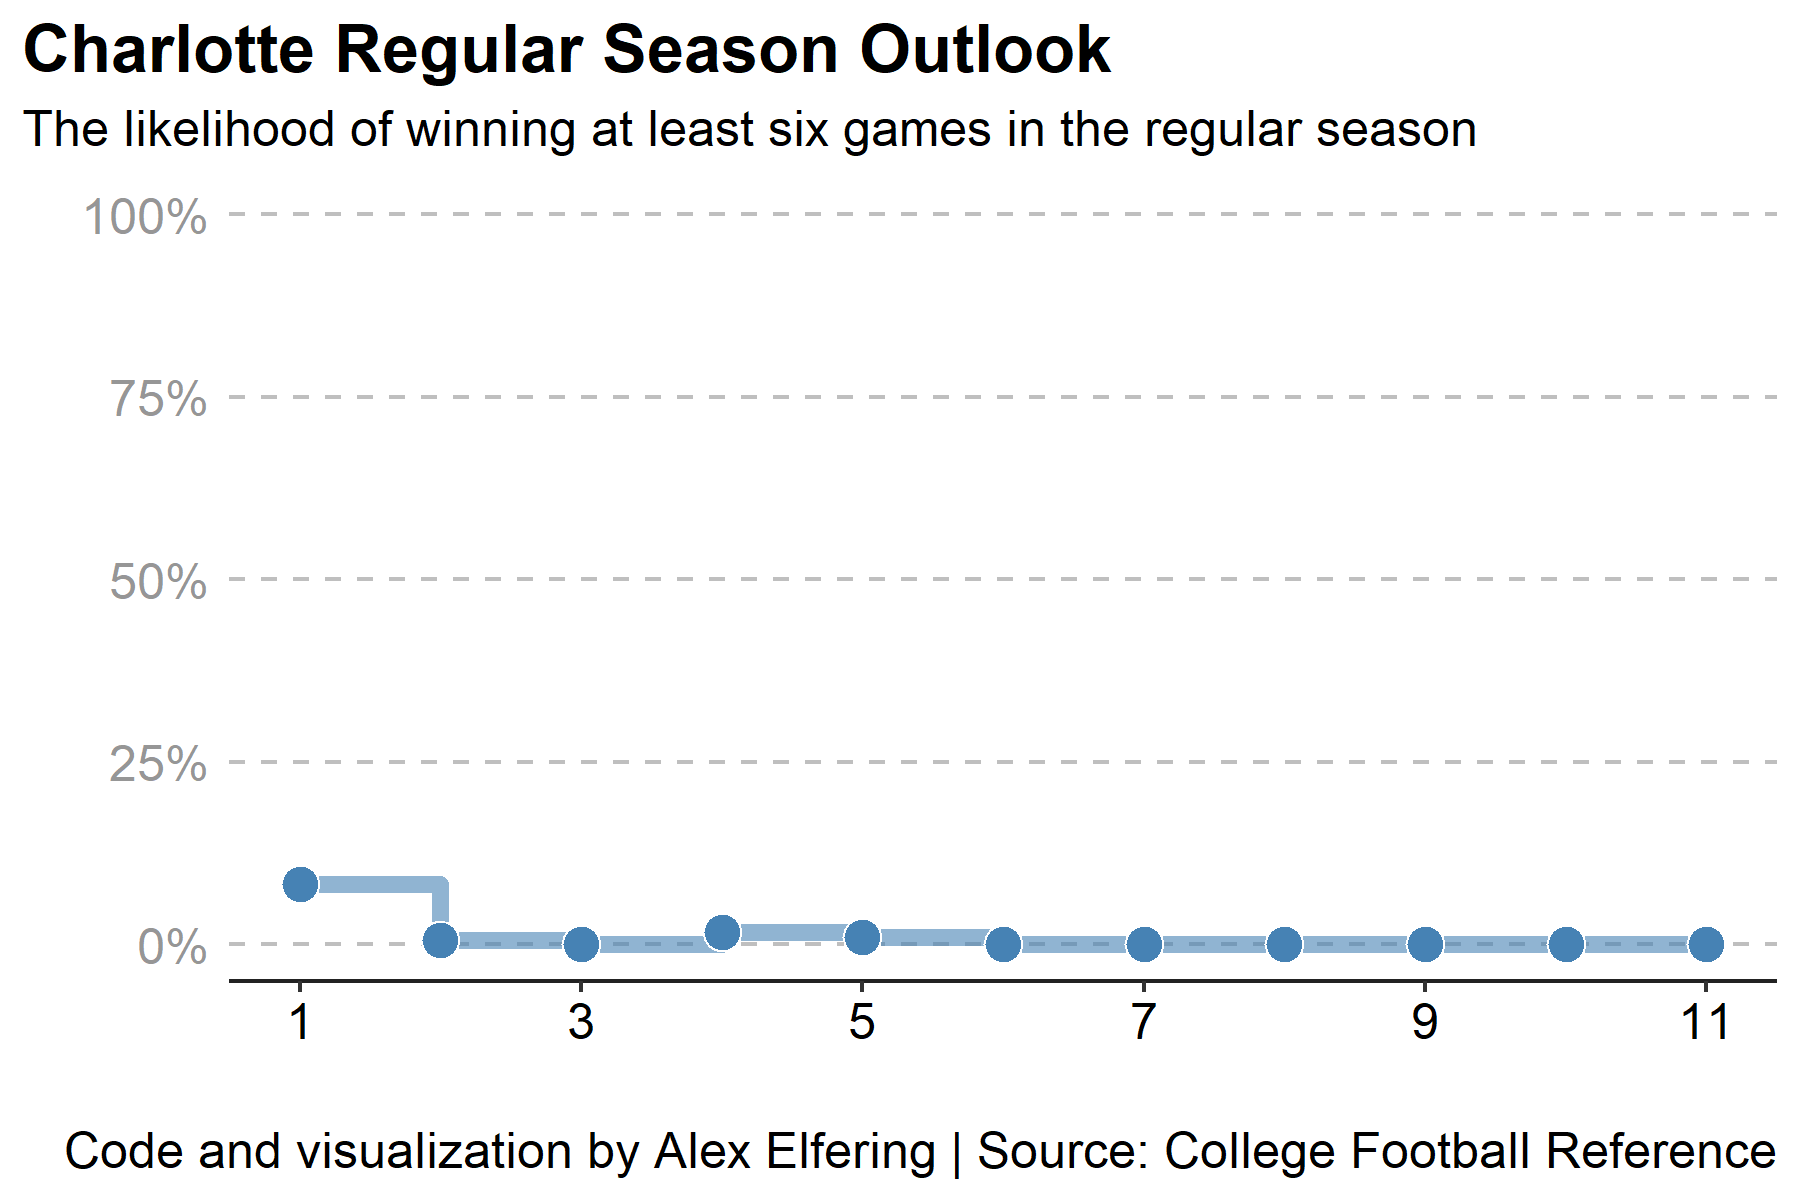 Charlotte Regular Season Outlook
The likelihood of winning at least six games in the regular season
100%
75%
50%
25%
0%
1 3 5 7 9 11
Code and visualization by Alex Elfering | Source: College Football Reference